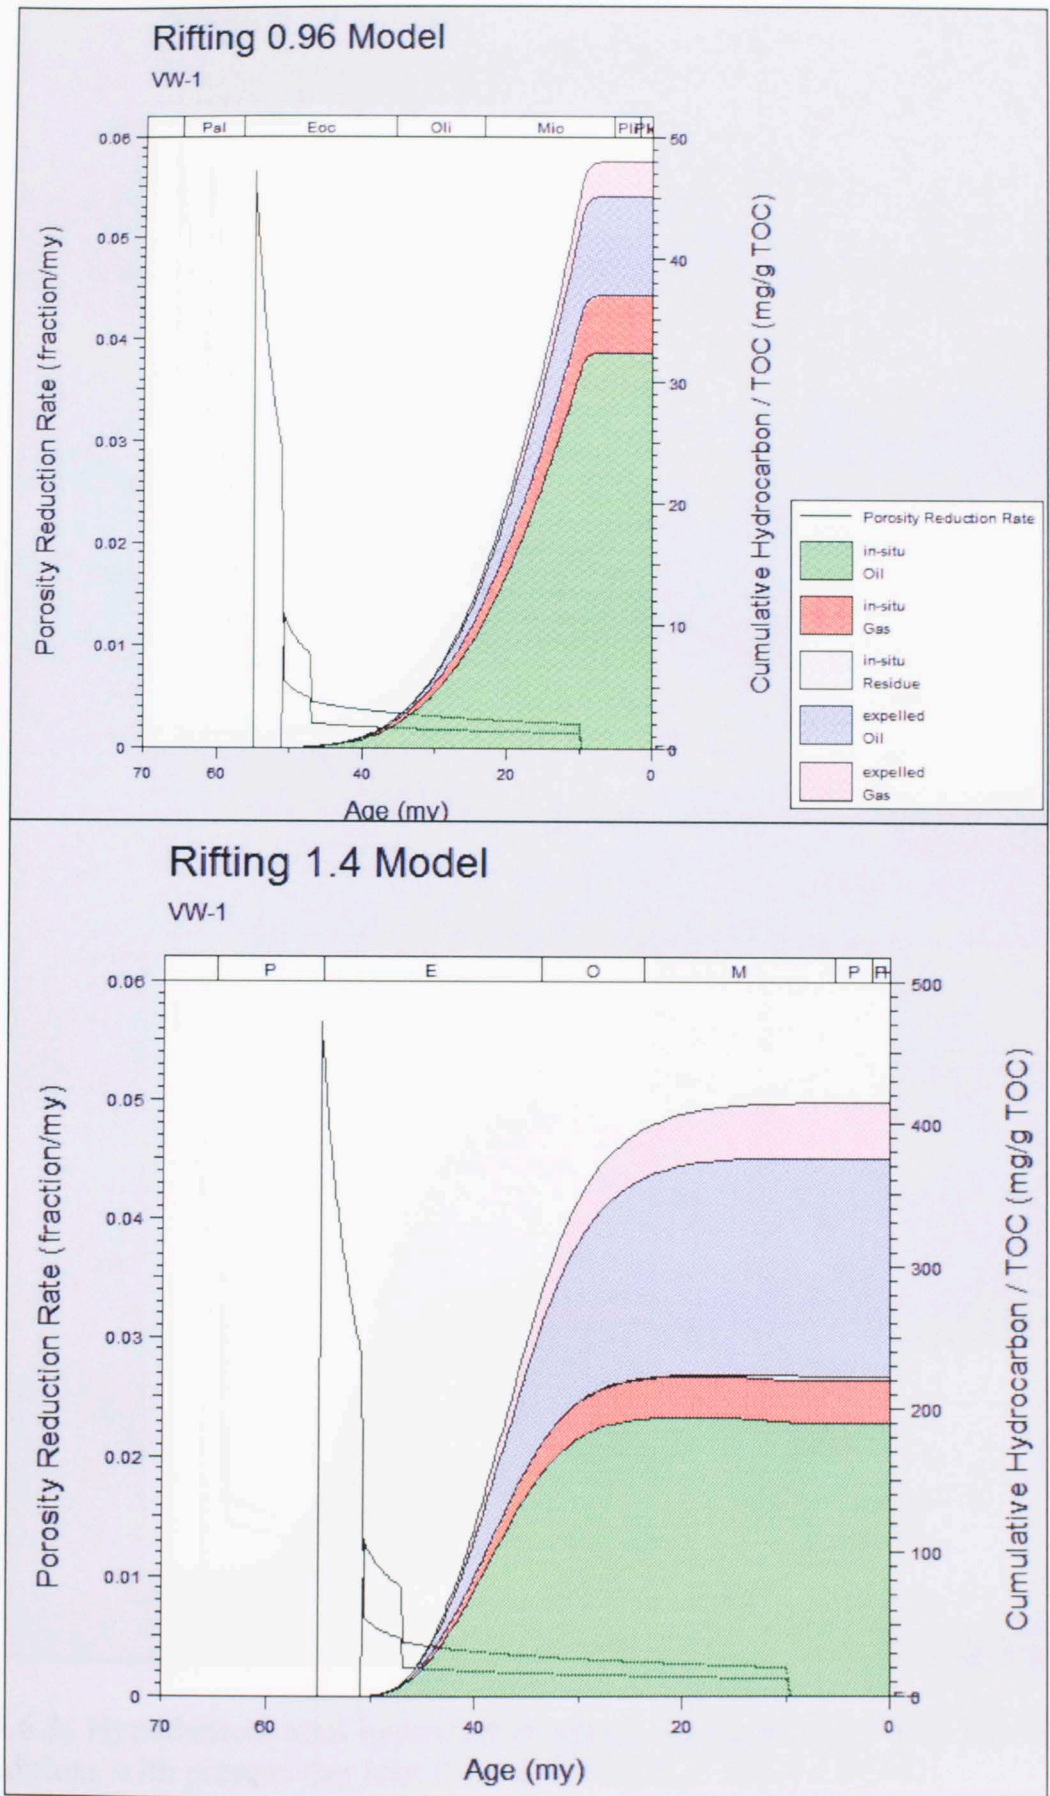 Rifting 0.96 Model
VW-1
Pal Eoc Oli Mio
Porosity Reduction Rate (fraction/my)
0.06
0.05
0.04
0.03
0.02
0.01
0
50
40
30
20
10
0
Cumulative Hydrocarbon / TOC (mg/g TOC)
70 60 40 20 0
Age (my)
Porosity Reduction Rate
in-situ
Oil
in-situ
Gas
in-situ
Residue
expelled
Oil
expelled
Gas
Rifting 1.4 Model
VW-1
P E O M P
Porosity Reduction Rate (fraction/my)
0.06
0.05
0.04
0.03
0.02
0.01
0
500
400
300
200
100
0
Cumulative Hydrocarbon / TOC (mg/g TOC)
70 60 40 20 0
Age (my)